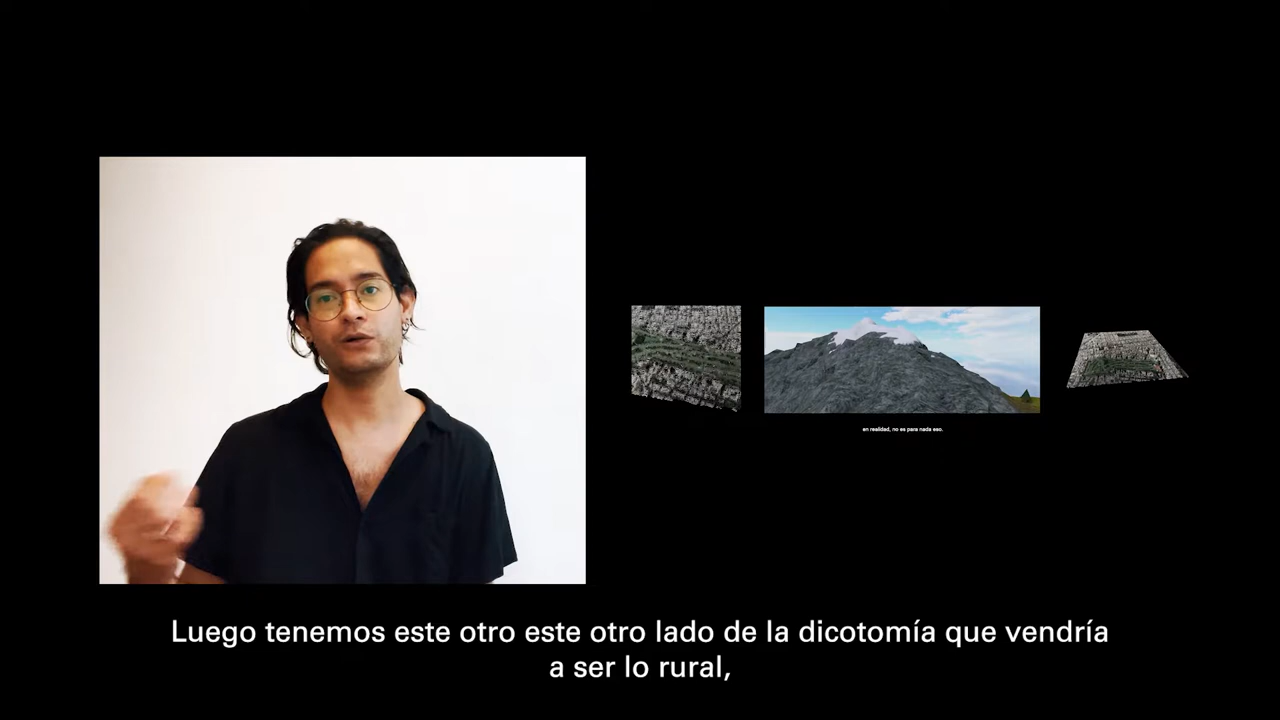 en realidad, no es para nada eso.
Luego tenemos este otro este otro lado de la dicotomía que vendría
a ser lo rural,